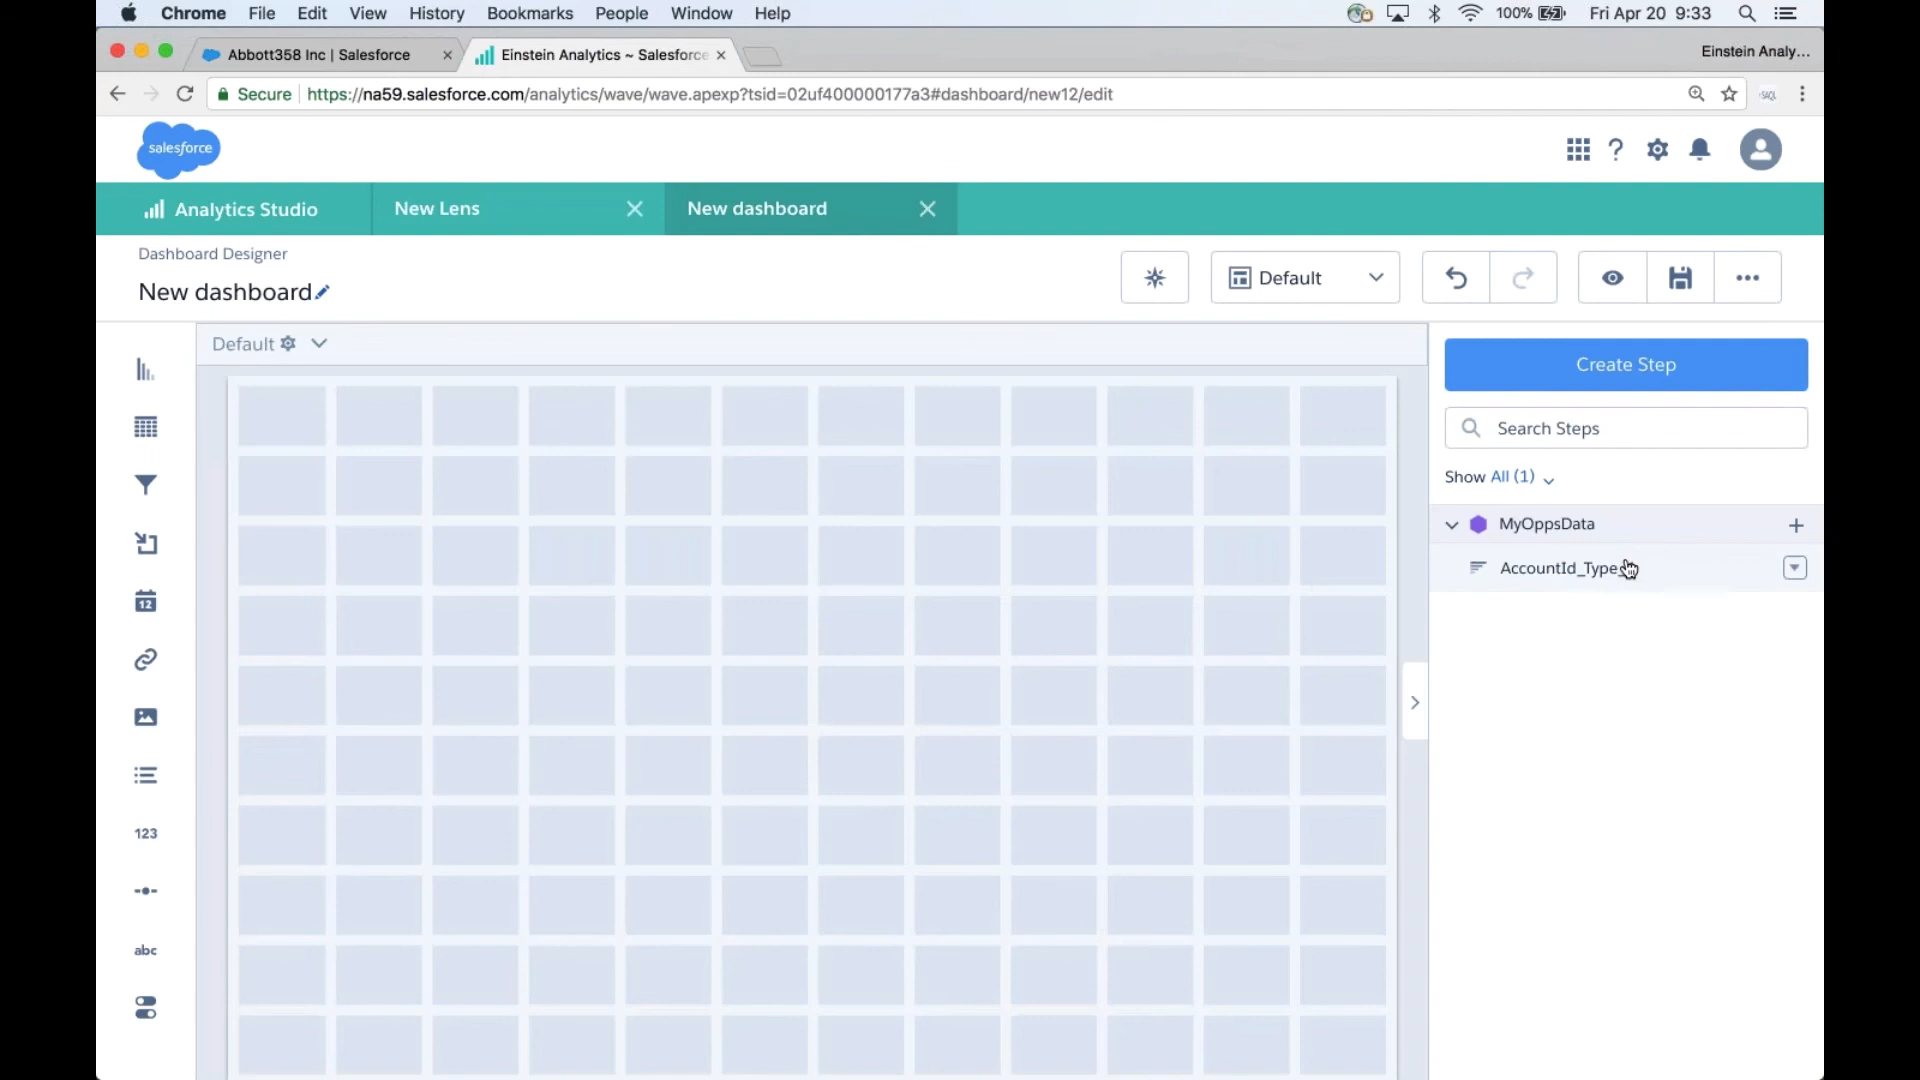 Chrome File Edit View History Bookmarks People Window Help 100% Fri Apr 20 9:33
Abbott358 Inc | Salesforce Einstein Analytics ~ Salesforce Einstein Analy...
Secure https://na59.salesforce.com/analytics/wave/wave.apexp?tsid=02uf400000177a3#dashboard/new12/edit SAQL
salesforce
Analytics Studio New Lens New dashboard
Dashboard Designer
New dashboard
Default
Default
Create Step
Search Steps
Show All (1)
MyOppsData
AccountId_Type_
12
123
abc